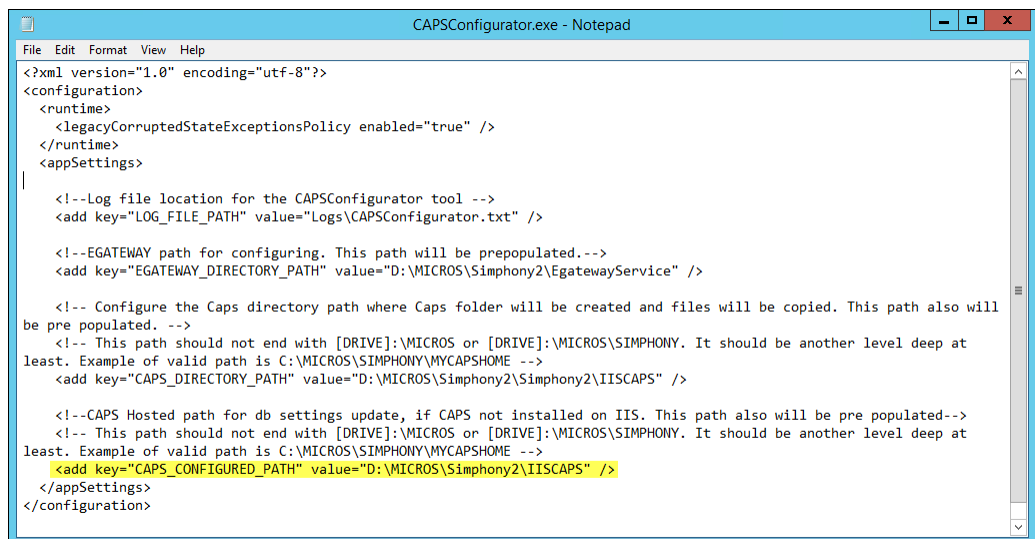 CAPSConfigurator.exe - Notepad
File Edit Format View Help
<?xml version="1.0" encoding="utf-8"?>
<configuration>
<runtime>
<legacyCorruptedStateExceptionsPolicy enabled="true" />
</runtime>
<appSettings>
<!--Log file location for the CAPSConfigurator tool -->
<add key="LOG_FILE_PATH" value="Logs\CAPSConfigurator.txt" />
<!--EGATEWAY path for configuring. This path will be prepopulated.-->
<add key="EGATEWAY_DIRECTORY_PATH" value="D:\MICROS\Simphony2\EgatewayService" />
<!-- Configure the Caps directory path where Caps folder will be created and files will be copied. This path also will
be pre populated. -->
<!-- This path should not end with [DRIVE]:\MICROS or [DRIVE]:\MICROS\SIMPHONY. It should be another level deep at
least. Example of valid path is C:\MICROS\SIMPHONY\MYCAPSHOME -->
<add key="CAPS_DIRECTORY_PATH" value="D:\MICROS\Simphony2\Simphony2\IISCAPS" />
<!--CAPS Hosted path for db settings update, if CAPS not installed on IIS. This path also will be pre populated-->
<!-- This path should not end with [DRIVE]:\MICROS or [DRIVE]:\MICROS\SIMPHONY. It should be another level deep at
least. Example of valid path is C:\MICROS\SIMPHONY\MYCAPSHOME -->
<add key="CAPS_CONFIGURED_PATH" value="D:\MICROS\Simphony2\IISCAPS" />
</appSettings>
</configuration>